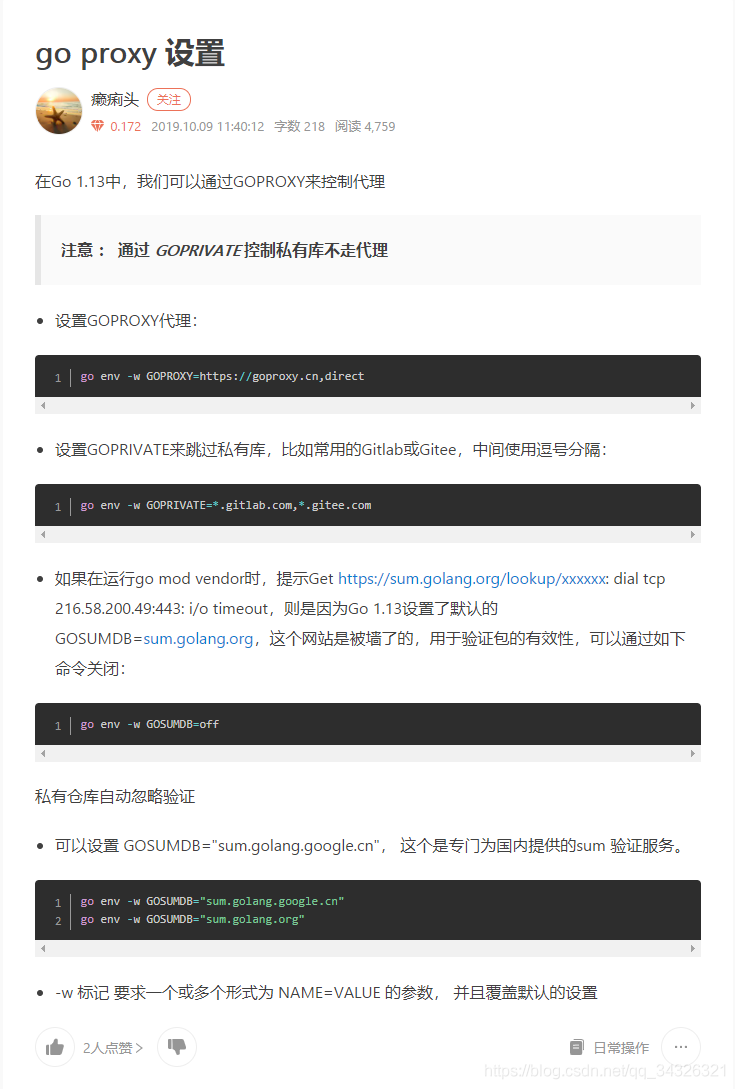 go proxy 设置
癞痢头 关注
0.172 2019.10.09 11:40:12 字数 218 阅读 4,759
在Go 1.13中，我们可以通过GOPROXY来控制代理
注意： 通过 GOPRIVATE 控制私有库不走代理
• 设置GOPROXY代理：
1 go env -w GOPROXY=https://goproxy.cn,direct
• 设置GOPRIVATE来跳过私有库，比如常用的Gitlab或Gitee，中间使用逗号分隔：
1 go env -w GOPRIVATE=*.gitlab.com,*.gitee.com
• 如果在运行go mod vendor时，提示Get https://sum.golang.org/lookup/xxxxxx: dial tcp
216.58.200.49:443: i/o timeout，则是因为Go 1.13设置了默认的
GOSUMDB=sum.golang.org，这个网站是被墙了的，用于验证包的有效性，可以通过如下
命令关闭：
1 go env -w GOSUMDB=off
私有仓库自动忽略验证
• 可以设置 GOSUMDB="sum.golang.google.cn"， 这个是专门为国内提供的sum 验证服务。
1 go env -w GOSUMDB="sum.golang.google.cn"
2 go env -w GOSUMDB="sum.golang.org"
• -w 标记 要求一个或多个形式为 NAME=VALUE 的参数， 并且覆盖默认的设置
2人点赞 > 日常操作 ...
https://blog.csdn.net/qq_34326321